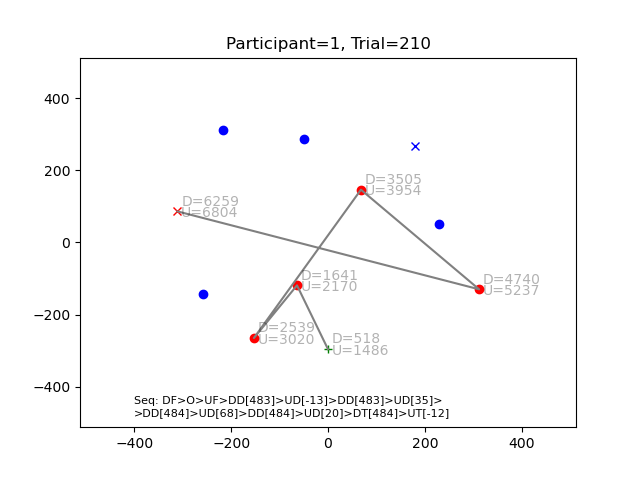 Participant=1, Trial=210
400
200
0
−200
−400
D=3505
U=3954
D=6259
U=6804
D=4740
U=5237
D=1641
U=2170
D=2539
U=3020
D=518
U=1486
Seq: DF>O>UF>DD[483]>UD[-13]>DD[483]>UD[35]>
>DD[484]>UD[68]>DD[484]>UD[20]>DT[484]>UT[-12]
−400 −200 0 200 400